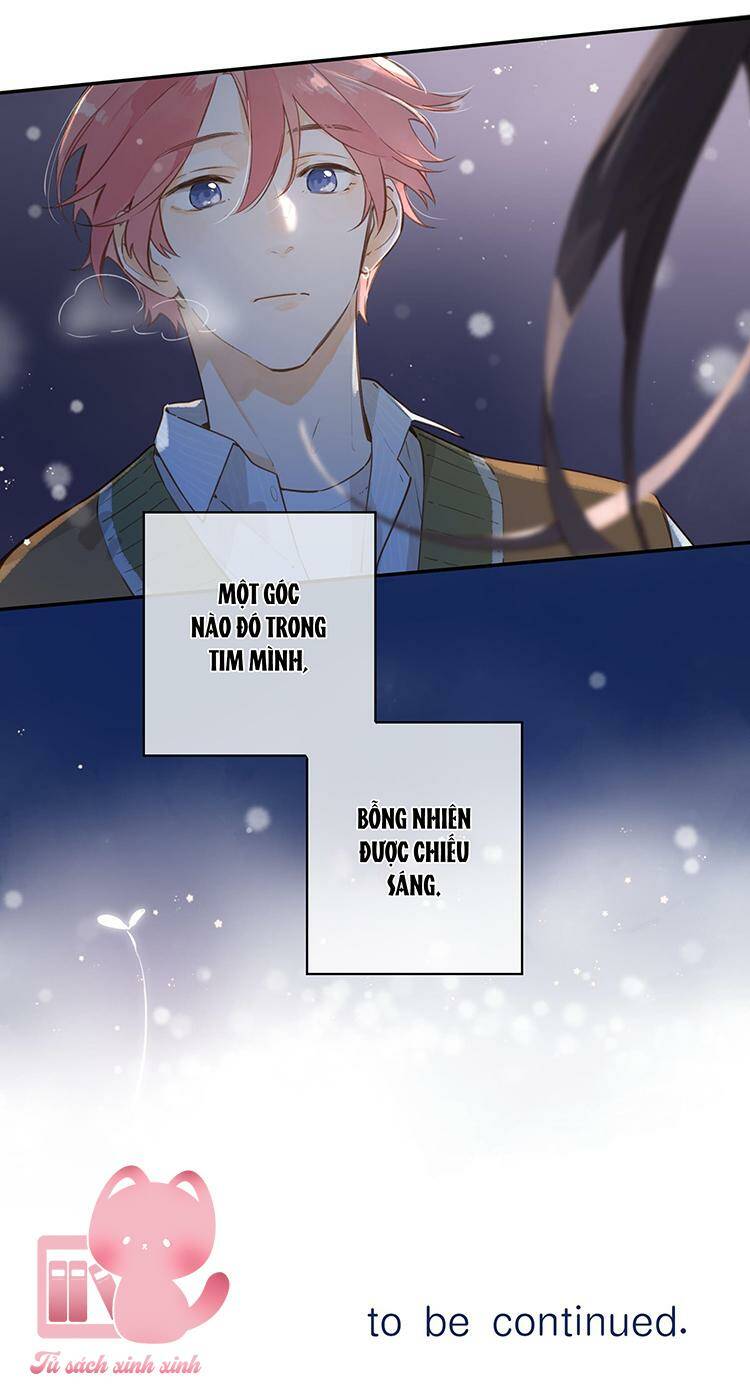 MỘT GÓC
NÀO ĐÓ TRONG
TIM MÌNH,
BỖNG NHIÊN
ĐƯỢC CHIẾU
SÁNG.
to be continued.
Tủ sách xinh xinh